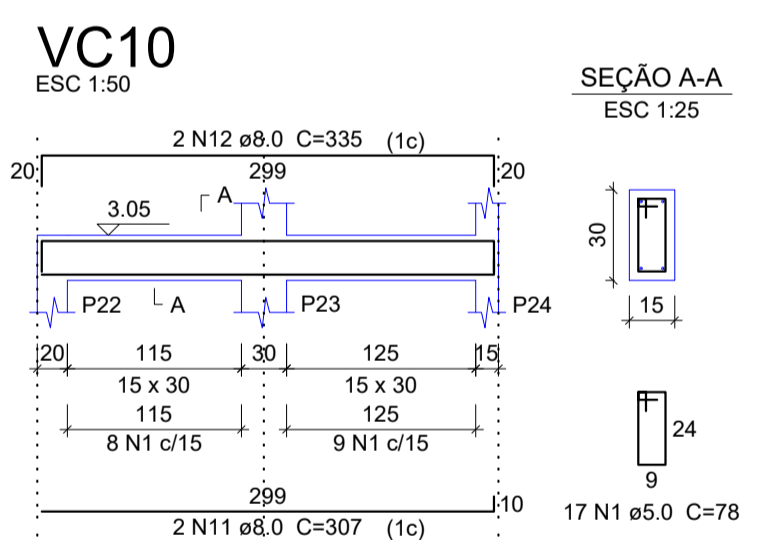 VC10
ESC 1:50
SEÇÃO A-A
ESC 1:25
2 N12 ø8.0 C=335 (1c)
20
299
20
A
3.05
30
15
P22
A
P23
P24
20
115
30
125
15
15 x 30
15 x 30
115
125
8 N1 c/15
9 N1 c/15
24
9
17 N1 ø5.0 C=78
299
10
2 N11 ø8.0 C=307 (1c)